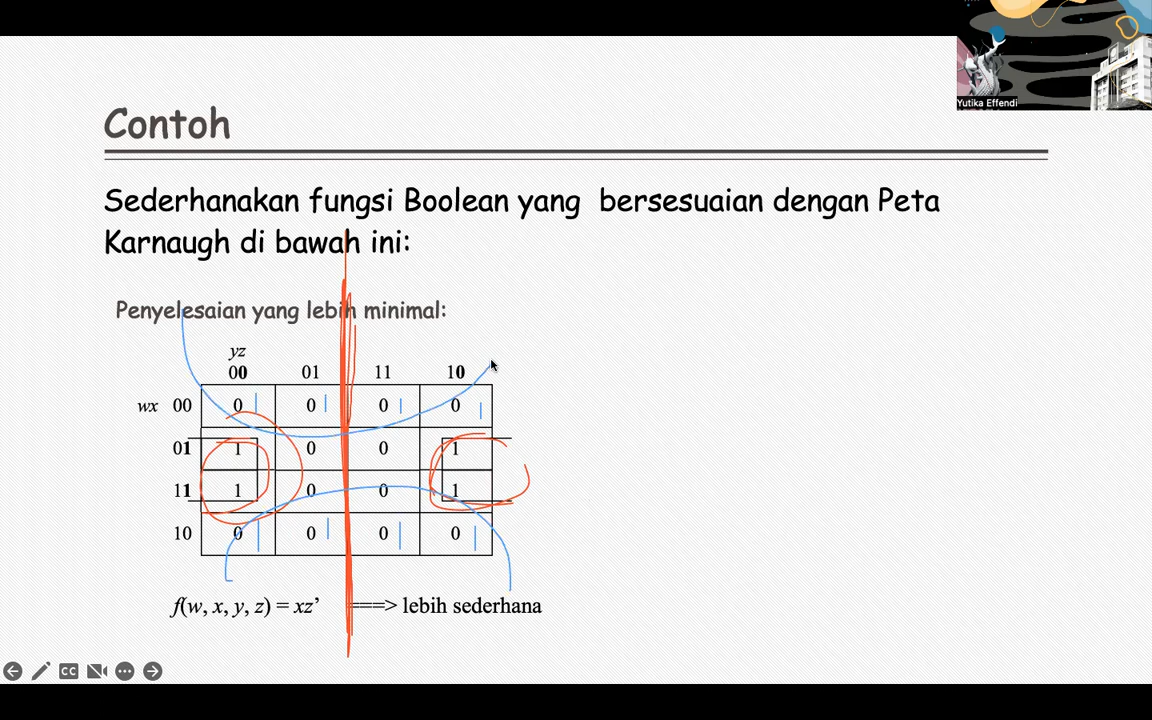 Yutika Effendi
Contoh
Sederhanakan fungsi Boolean yang bersesuaian dengan Peta
Karnaugh di bawah ini:
Penyelesaian yang lebih minimal:
yz
00 01 11 10
wx 00 0 | 0 | 0 | 0 |
01 1 0 0 1
11 1 0 0 1
10 0 | 0 | 0 | 0 |
f(w, x, y, z) = xz’ ===> lebih sederhana
CC